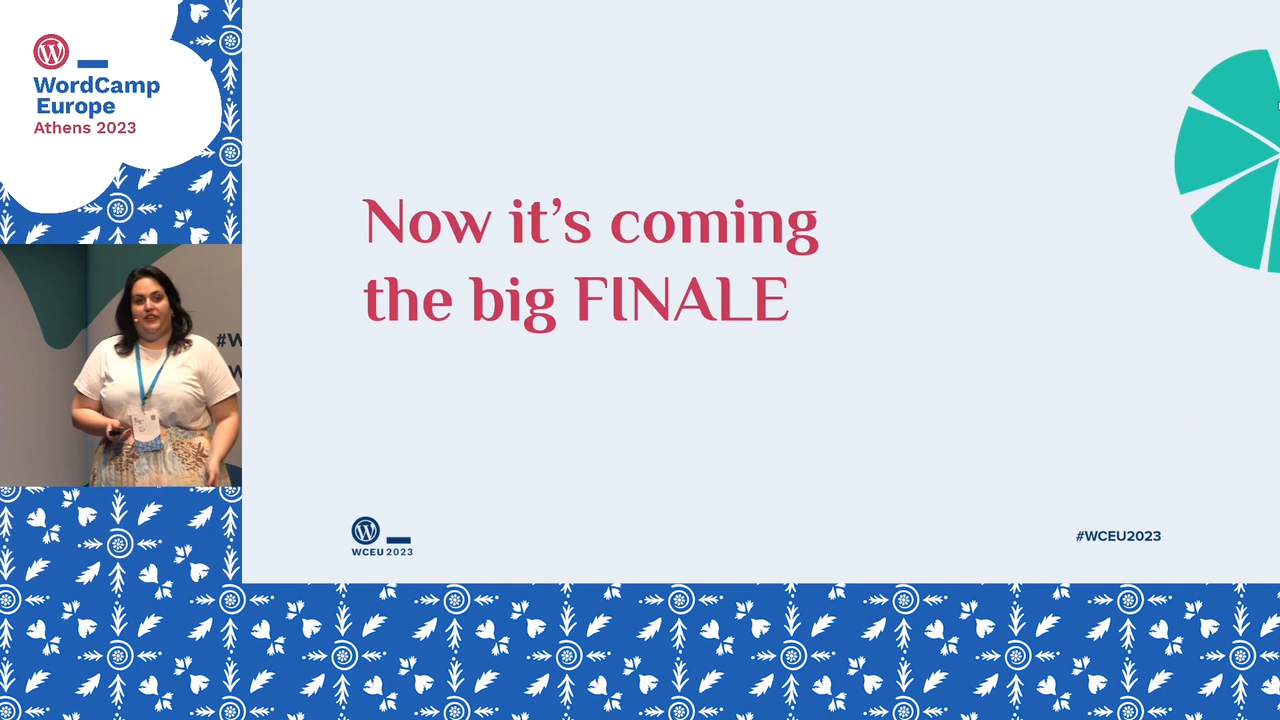 WordCamp
Europe
Athens 2023
Now it’s coming
the big FINALE
#W
W
WCEU 2023
#WCEU2023